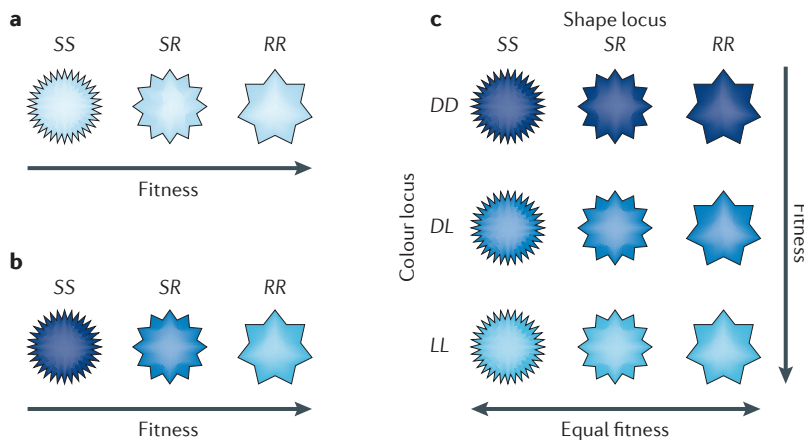 a
SS SR RR
Fitness
b
SS SR RR
Fitness
c
Shape locus
SS SR RR
Colour locus
DD
DL
LL
Fitness
Equal fitness